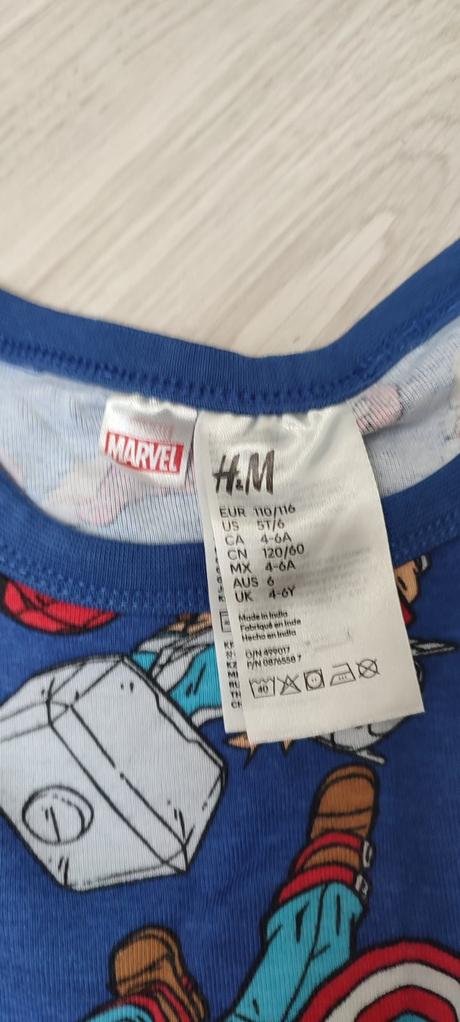 MARVEL
H&M
EUR 110/116
US 5T/6
CA 4-6A
CN 120/60
MX 4-6A
AUS 6
UK 4-6Y
Made in India
Fabriqué en Inde
Hecho en India
O/N 499017
P/N 0876558 7
40